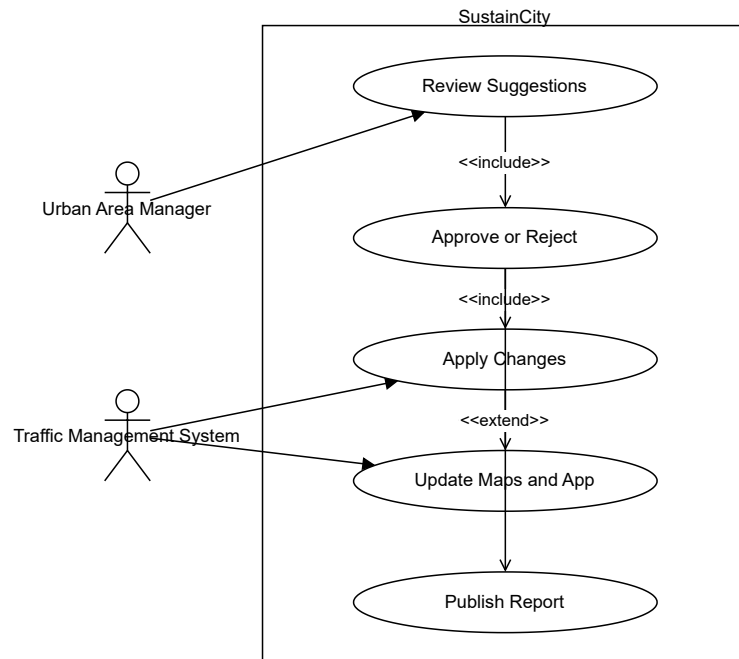 SustainCity
Review Suggestions
<<include>>
Urban Area Manager
Approve or Reject
<<include>>
Apply Changes
<<extend>>
Traffic Management System
Update Maps and App
Publish Report